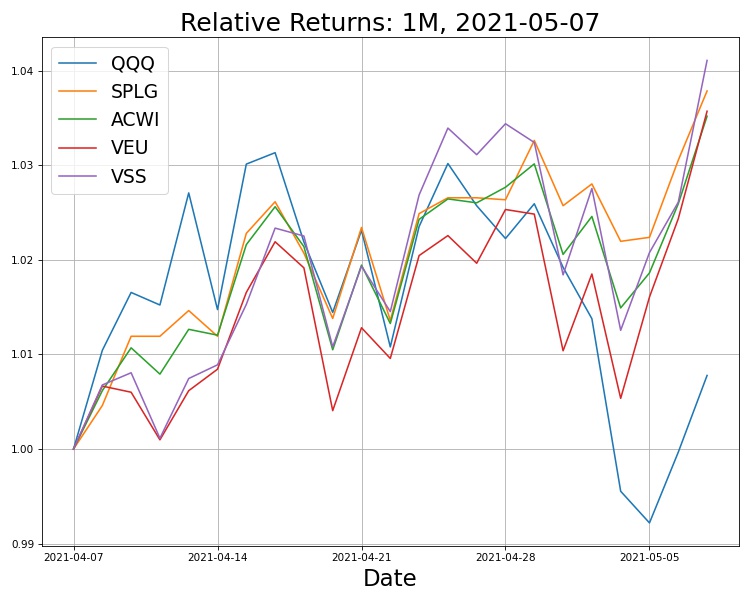 Relative Returns: 1M, 2021-05-07
QQQ
SPLG
ACWI
VEU
VSS
1.04
1.03
1.02
1.01
1.00
0.99
2021-04-07
2021-04-14
2021-04-21
2021-04-28
2021-05-05
Date